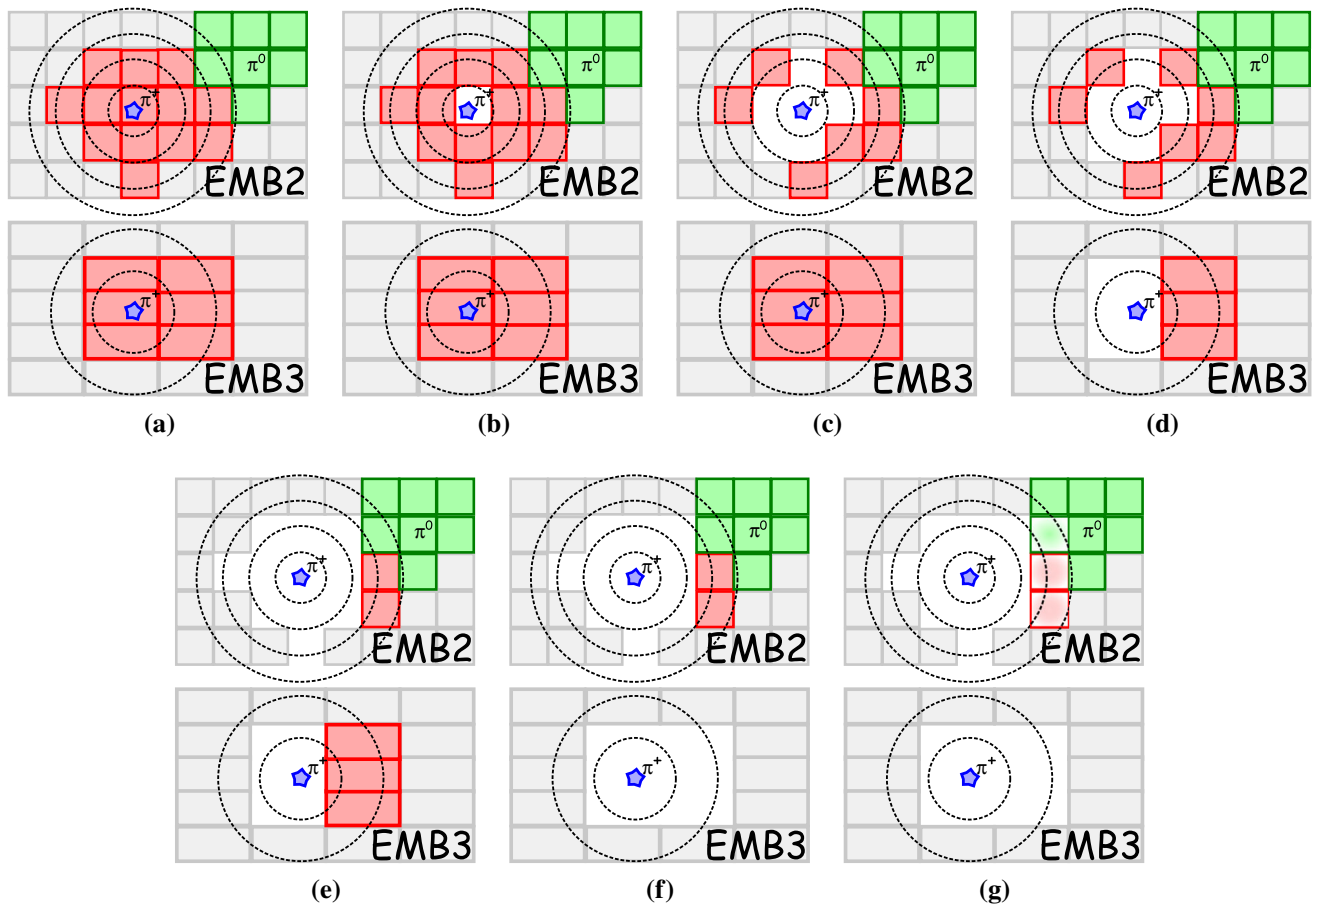 π⁰ π⁰ π⁰ π⁰
π⁺ π⁺ π⁺ π⁺
EMB2 EMB2 EMB2 EMB2
π⁺ π⁺ π⁺ π⁺
EMB3 EMB3 EMB3 EMB3
(a) (b) (c) (d)
π⁰ π⁰ π⁰
π⁺ π⁺ π⁺
EMB2 EMB2 EMB2
π⁺ π⁺ π⁺
EMB3 EMB3 EMB3
(e) (f) (g)